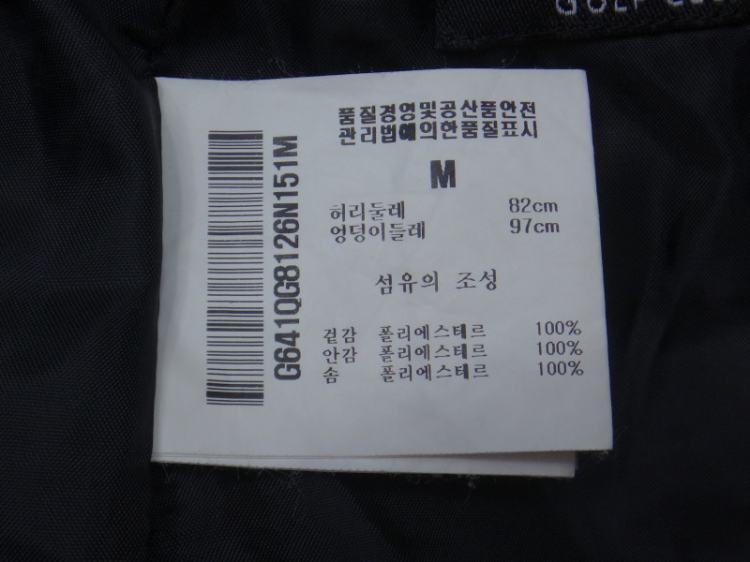 GOLF
품질경영및공산품안전
관리법에의한품질표시
M
허리둘레 82cm
엉덩이들레 97cm
섬유의 조성
겉감 폴리에스테르 100%
안감 폴리에스테르 100%
솜 폴리에스테르 100%
G641QG8126N151M